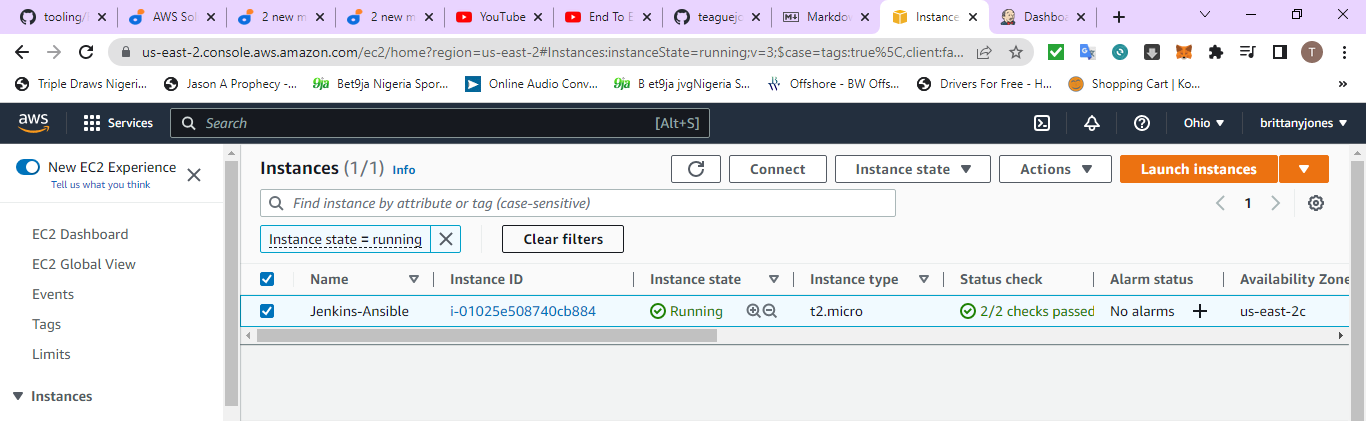 tooling/
AWS Sol
2 new m
2 new m
YouTube
End To E
teaguejo
Markdow
Instance
Dashboa
us-east-2.console.aws.amazon.com/ec2/home?region=us-east-2#Instances:instanceState=running;v=3;$case=tags:true%5C,client:fa...
T
Triple Draws Nigeri...
Jason A Prophecy -...
9ja Bet9ja Nigeria Spor...
Online Audio Conv...
9ja B et9ja jvgNigeria S...
Offshore - BW Offs...
Drivers For Free - H...
Shopping Cart | Ko...
»
aws Services Search [Alt+S] Ohio brittanyjones
New EC2 Experience
Tell us what you think
EC2 Dashboard
EC2 Global View
Events
Tags
Limits
Instances
Instances (1/1) Info Connect Instance state Actions Launch instances
Find instance by attribute or tag (case-sensitive) 1
Instance state = running Clear filters
Name Instance ID Instance state Instance type Status check Alarm status Availability Zone
Jenkins-Ansible i-01025e508740cb884 Running t2.micro 2/2 checks passed No alarms us-east-2c